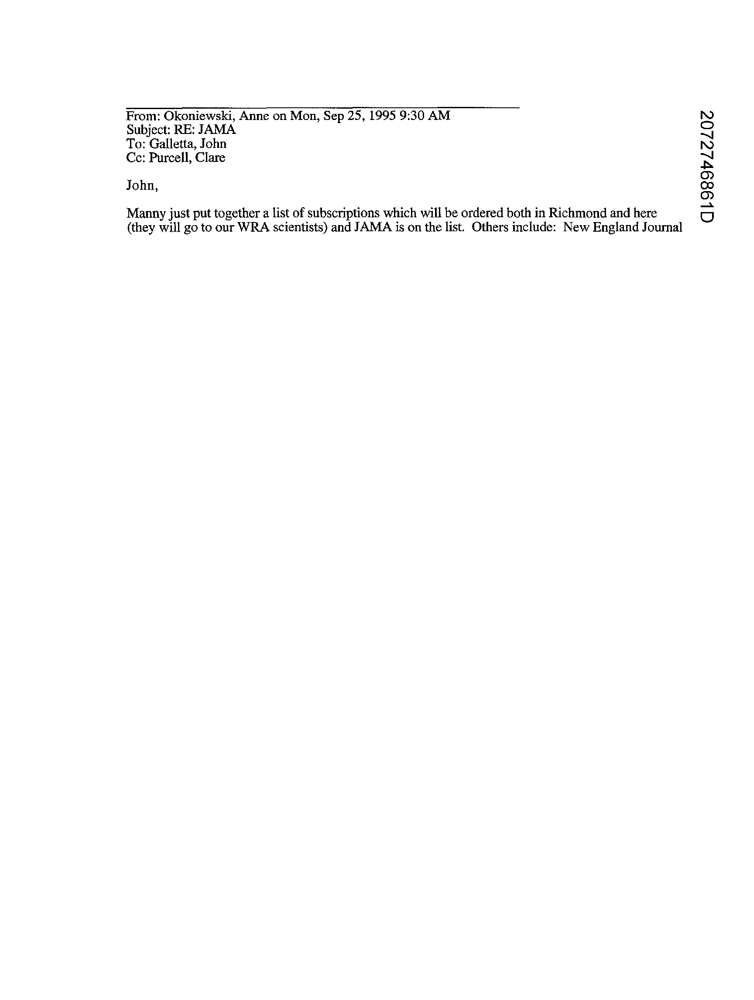 From: Okoniewski, Anne on Mon, Sep 25, 1995 9:30 AM
Subject: RE: JAMA
To: Galletta, John
Cc: Purcell, Clare
John,
Manny just put together a list of subscriptions which will be ordered both in Richmond and here
(they will go to our WRA scientists) and JAMA is on the list.  Others include:  New England Journal
2072746861D